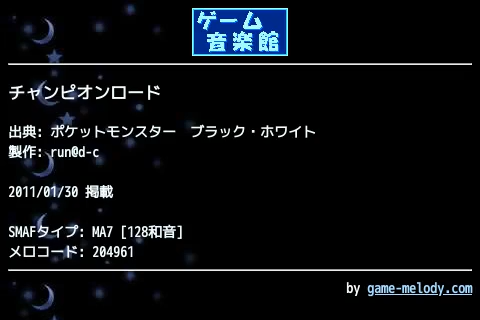 ゲーム
音楽館
チャンピオンロード
出典: ポケットモンスター　ブラック・ホワイト
製作: run@d-c
2011/01/30 掲載
SMAFタイプ: MA7 [128和音]
メロコード: 204961
by game-melody.com